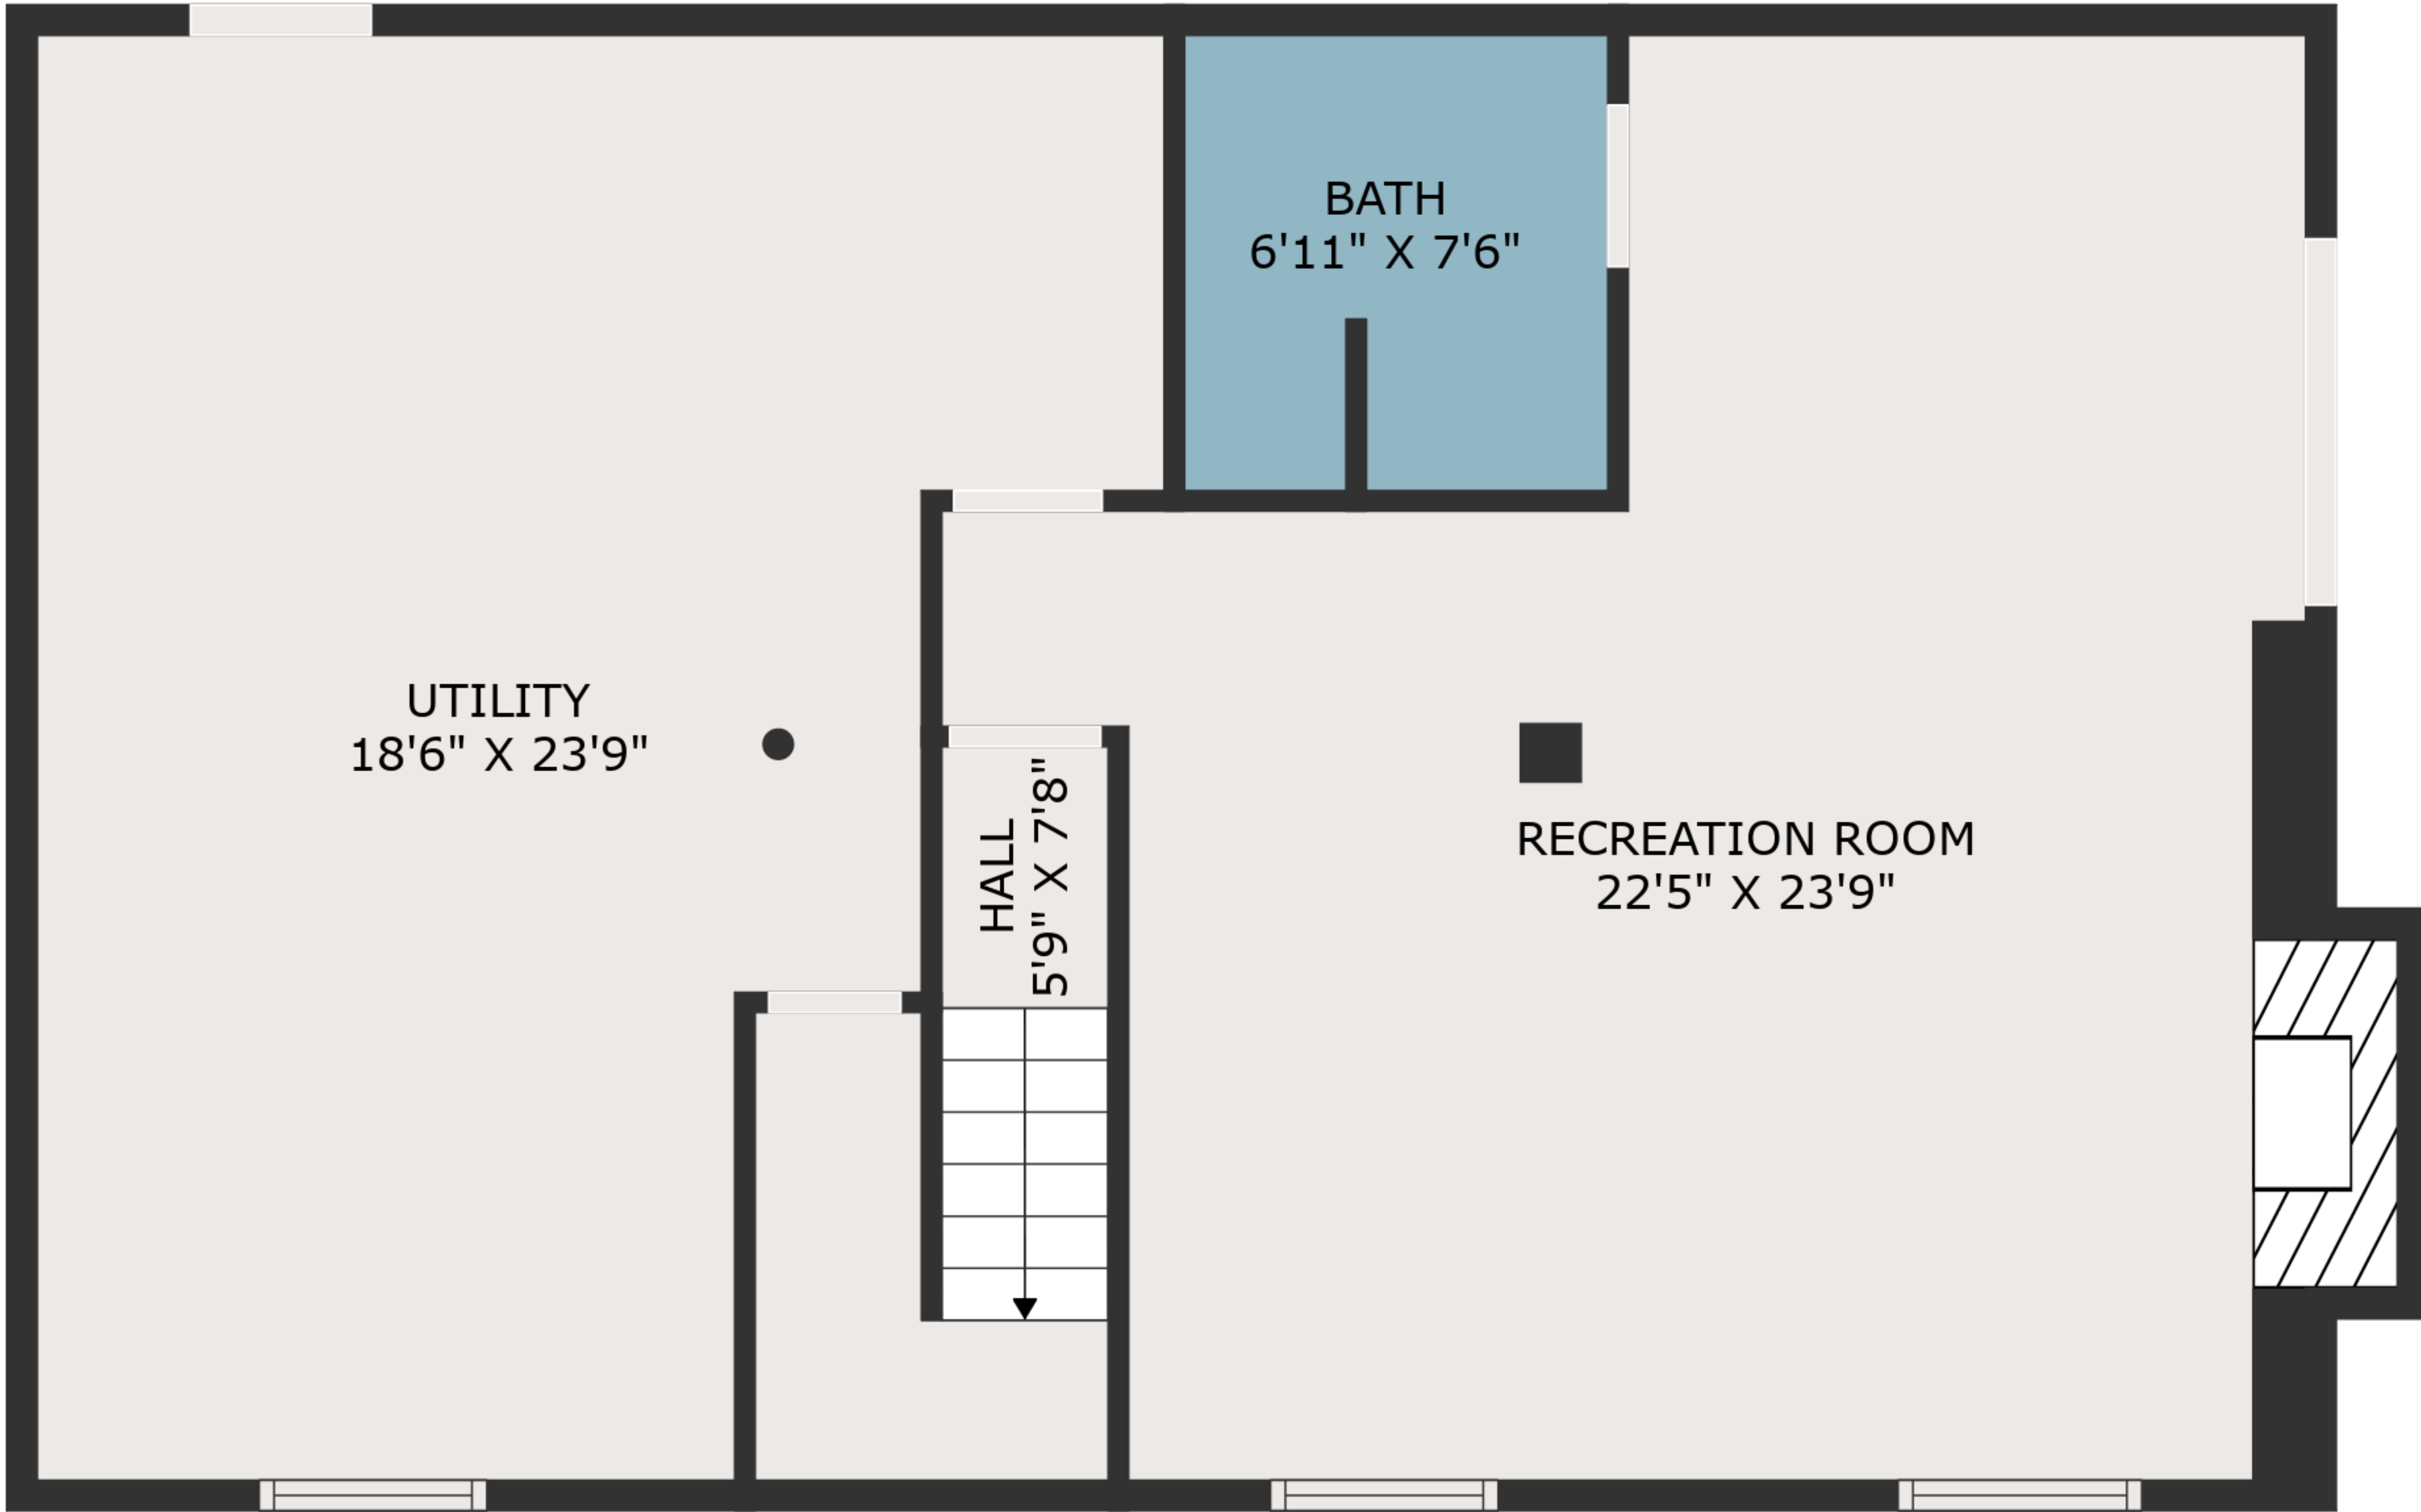 BATH
6'11" X 7'6"
UTILITY
18'6" X 23'9"
HALL
5'9" X 7'8"
RECREATION ROOM
22'5" X 23'9"